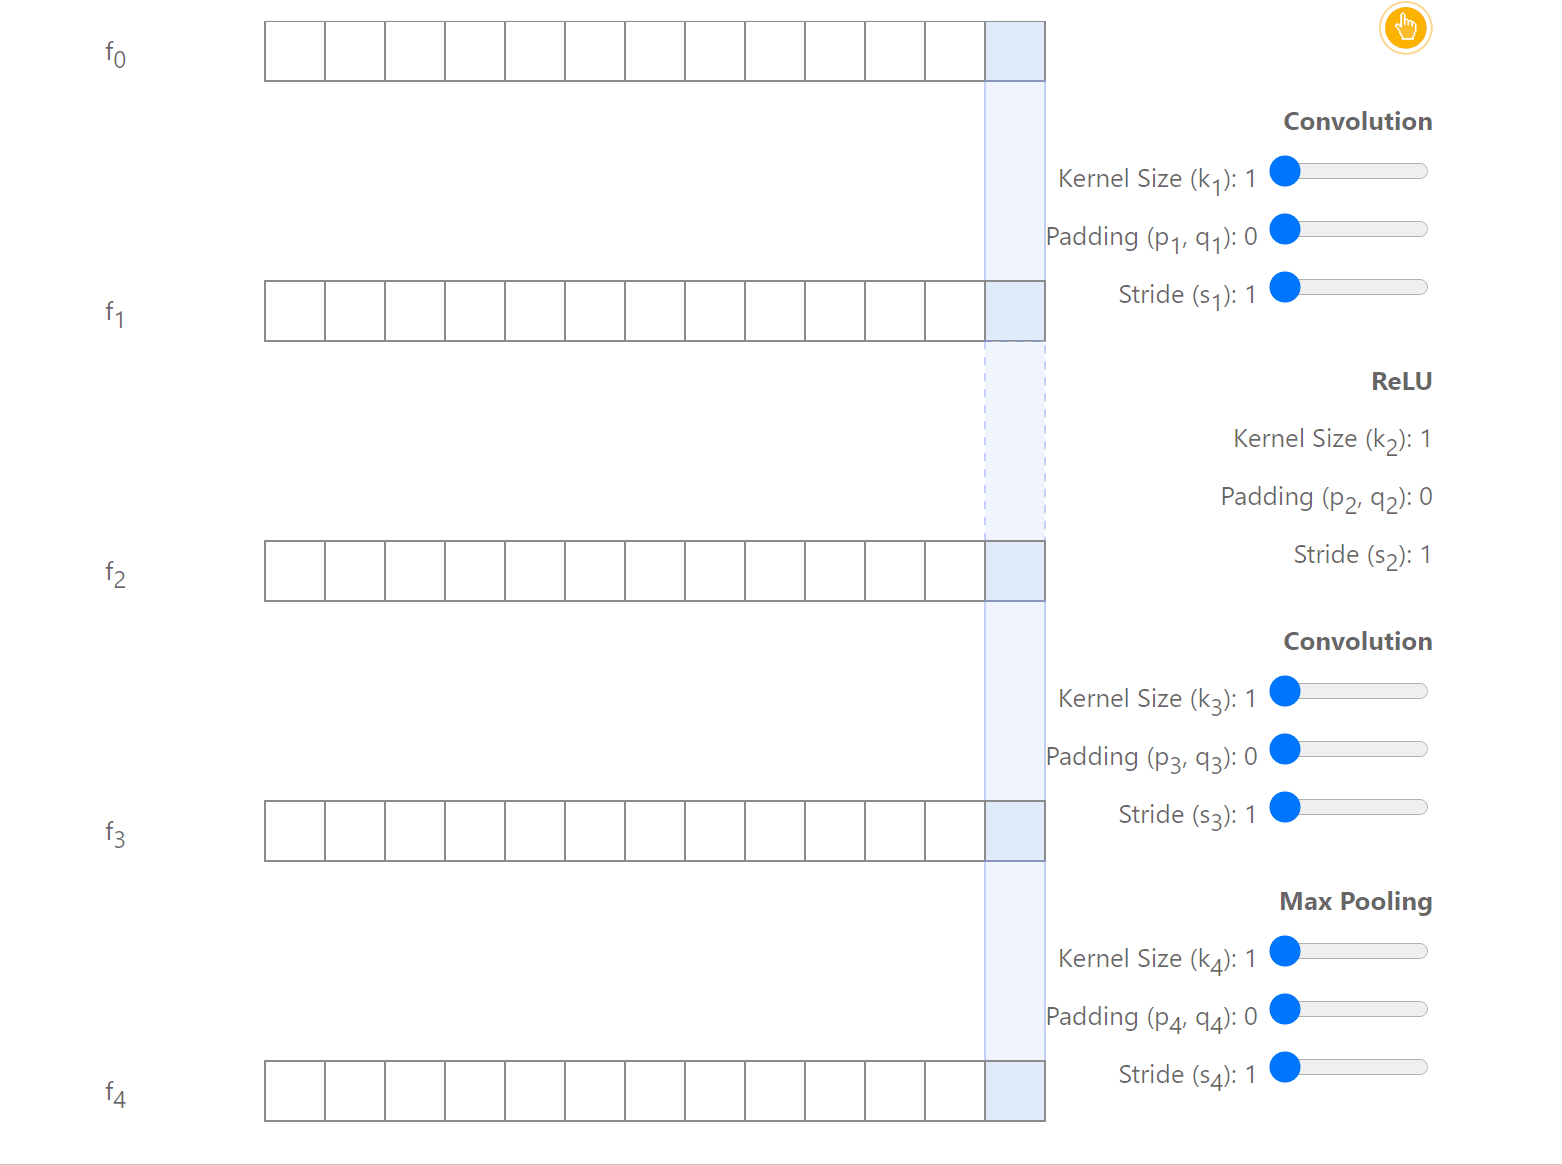 f₀
Convolution
Kernel Size (k₁): 1
Padding (p₁, q₁): 0
Stride (s₁): 1
f₁
ReLU
Kernel Size (k₂): 1
Padding (p₂, q₂): 0
Stride (s₂): 1
f₂
Convolution
Kernel Size (k₃): 1
Padding (p₃, q₃): 0
Stride (s₃): 1
f₃
Max Pooling
Kernel Size (k₄): 1
Padding (p₄, q₄): 0
Stride (s₄): 1
f₄